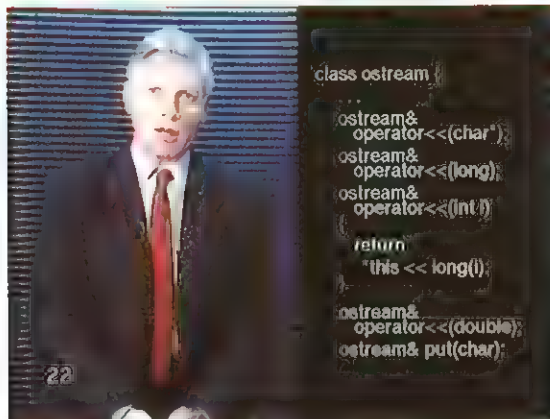 class ostream {
ostream&
operator<<(char*);
ostream&
operator<<(long);
ostream&
operator<<(int i)
{
return
*this << long(i);
}
ostream&
operator<<(double);
ostream& put(char);
22